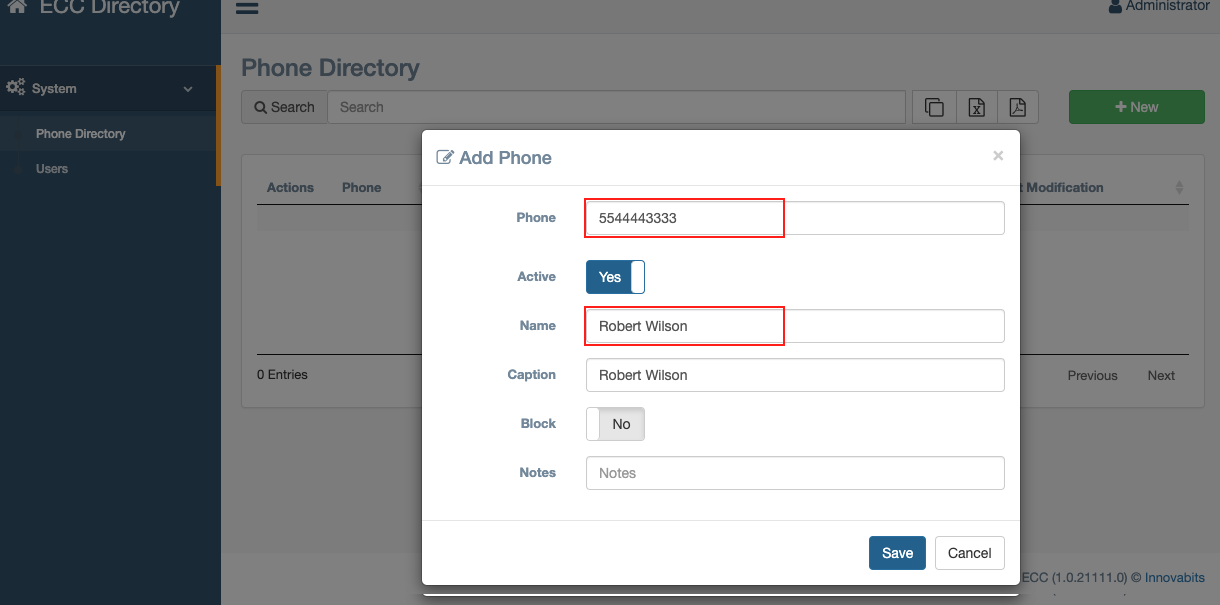 ECC Directory
Administrator
System
Phone Directory
Users
Phone Directory
Search
Search
New
Actions Phone
Modification
0 Entries
Previous Next
Add Phone
×
Phone 5544443333
Active Yes
Name Robert Wilson
Caption Robert Wilson
Block No
Notes Notes
Save Cancel
ECC (1.0.21111.0) © Innovabits